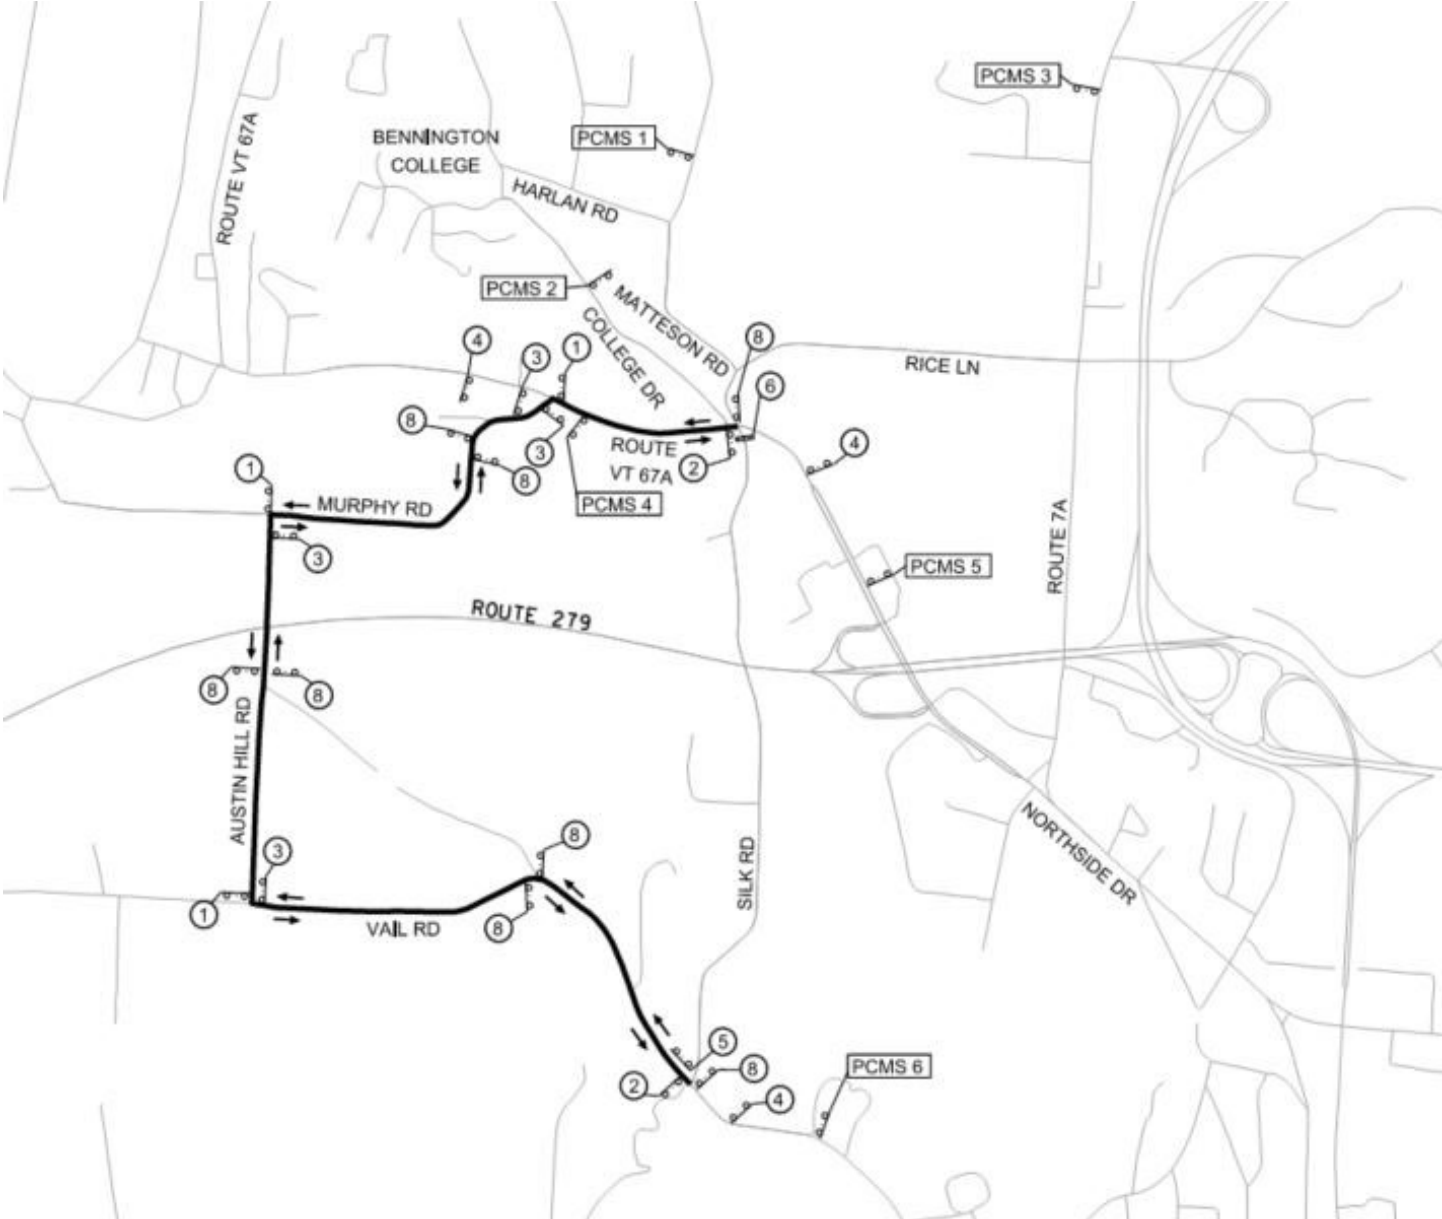 PCMS 3
ROUTE VT 67A
BENNINGTON
COLLEGE
PCMS 1
HARLAN RD
PCMS 2
MATTESON RD
COLLEGE DR
4
3
1
8
RICE LN
6
8
ROUTE
VT 67A
2
4
1
3
8
PCMS 4
MURPHY RD
3
ROUTE 7A
PCMS 5
ROUTE 279
8
8
AUSTIN HILL RD
NORTHSIDE DR
8
3
SILK RD
1
VAIL RD
8
5
8
2
4
PCMS 6